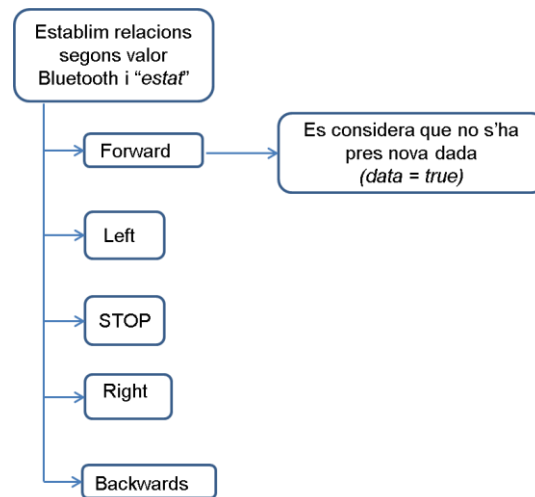 Establim relacions
segons valor
Bluetooth i “estat”
Forward
Es considera que no s’ha
pres nova dada
(data = true)
Left
STOP
Right
Backwards